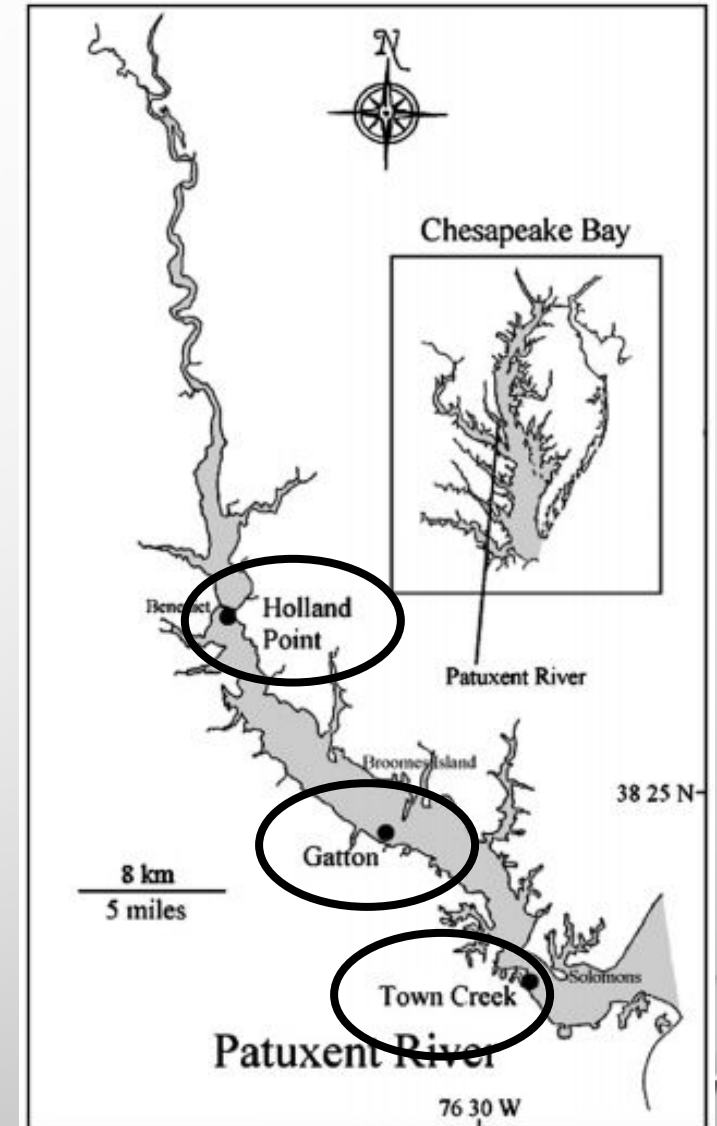 N
Chesapeake Bay
Benedict
Holland
Point
Patuxent River
Broomes Island
38 25 N
Gatton
8 km
5 miles
Town Creek
Solomons
Patuxent River
76 30 W